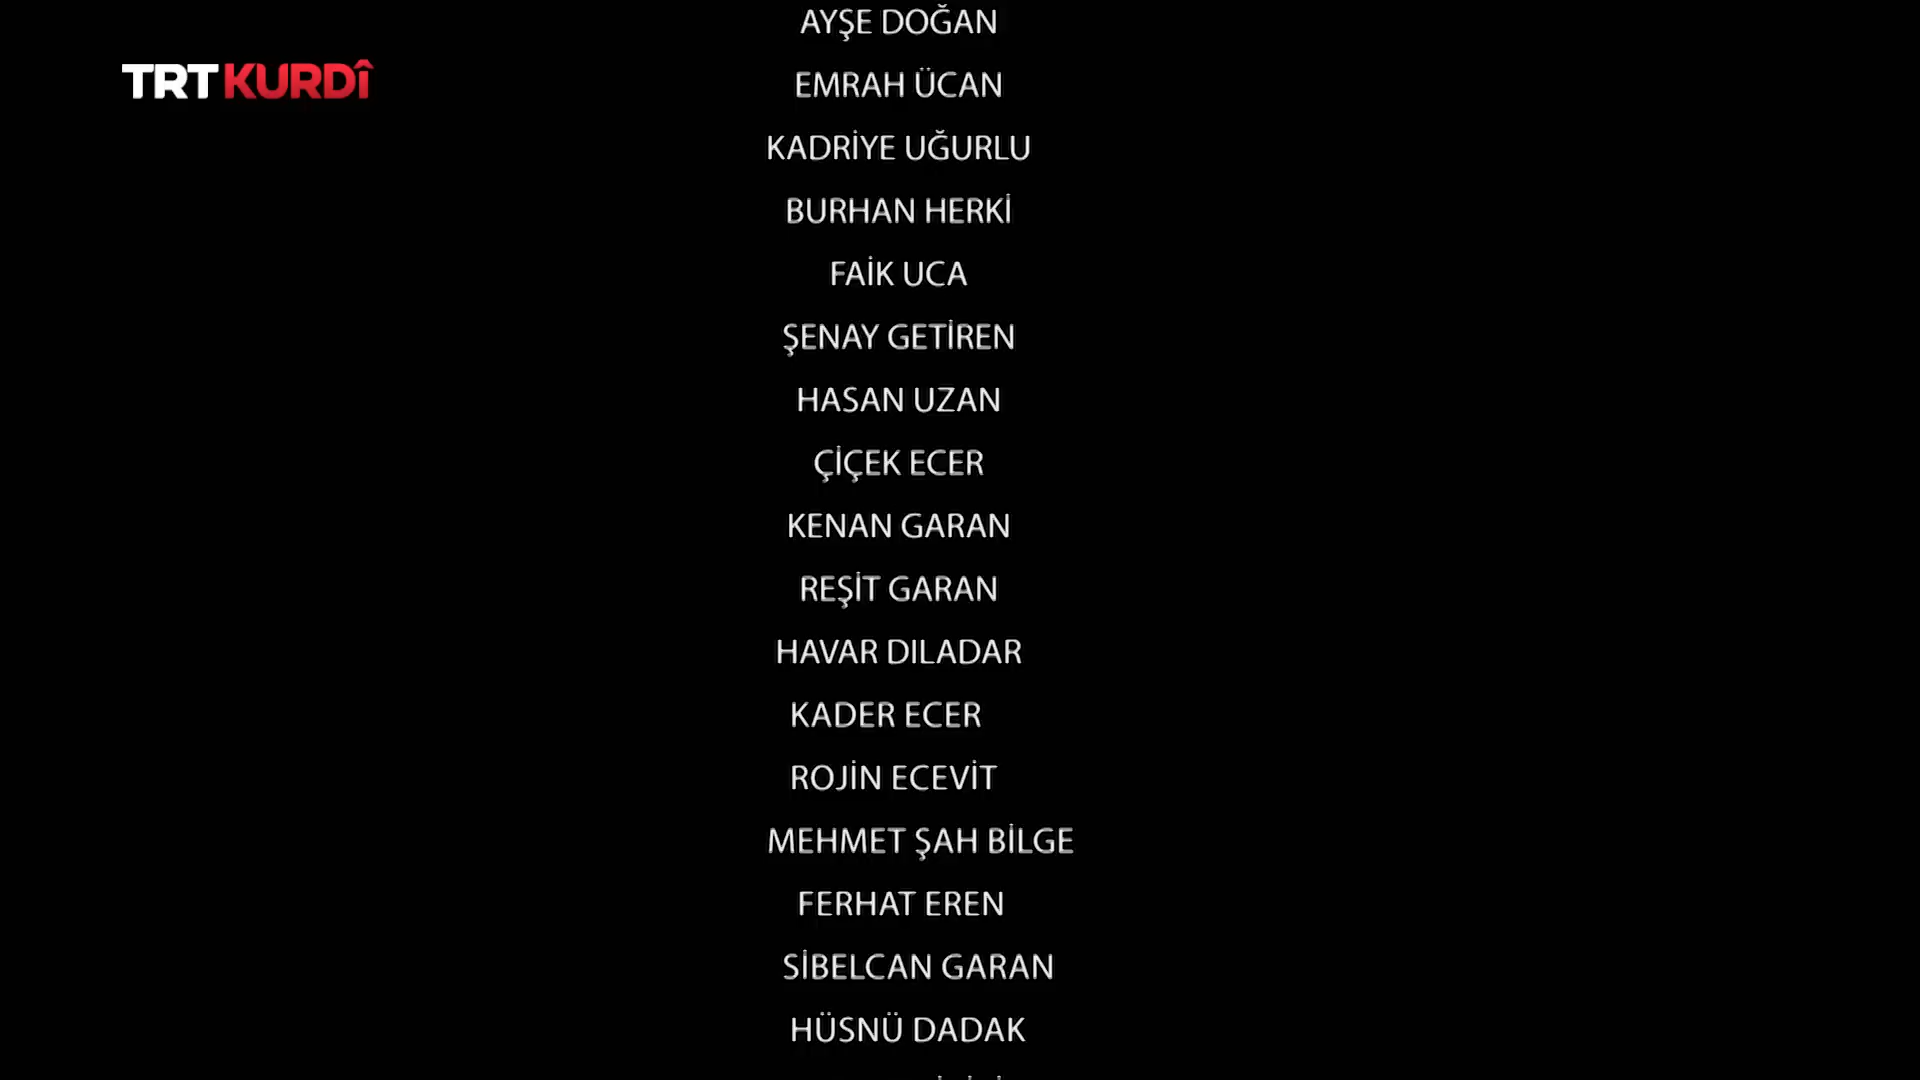 AYŞE DOĞAN
TRT KURDÎ
EMRAH ÜCAN
KADRİYE UĞURLU
BURHAN HERKİ
FAİK UCA
ŞENAY GETİREN
HASAN UZAN
ÇİÇEK ECER
KENAN GARAN
REŞİT GARAN
HAVAR DILADAR
KADER ECER
ROJİN ECEVİT
MEHMET ŞAH BİLGE
FERHAT EREN
SİBELCAN GARAN
HÜSNÜ DADAK